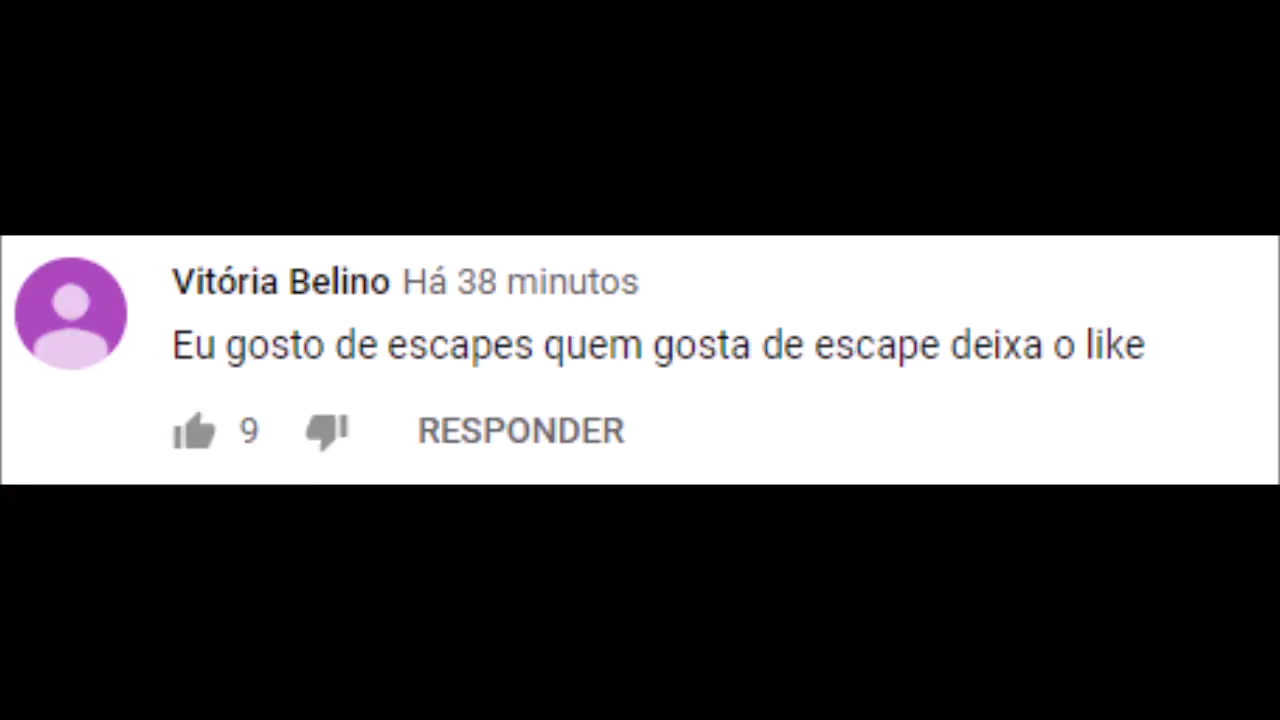 Vitória Belino Há 38 minutos
Eu gosto de escapes quem gosta de escape deixa o like
9 RESPONDER